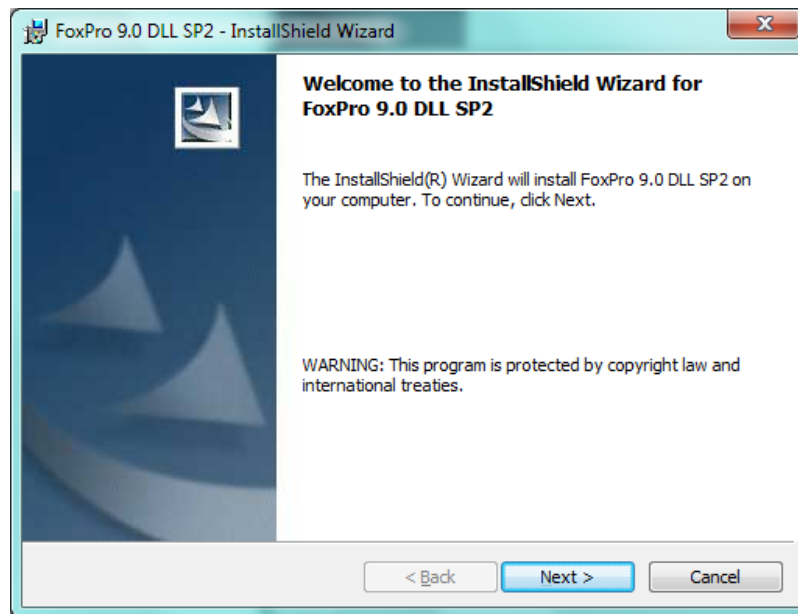 FoxPro 9.0 DLL SP2 - InstallShield Wizard
Welcome to the InstallShield Wizard for
FoxPro 9.0 DLL SP2
The InstallShield(R) Wizard will install FoxPro 9.0 DLL SP2 on
your computer. To continue, click Next.
WARNING: This program is protected by copyright law and
international treaties.
< Back Next > Cancel